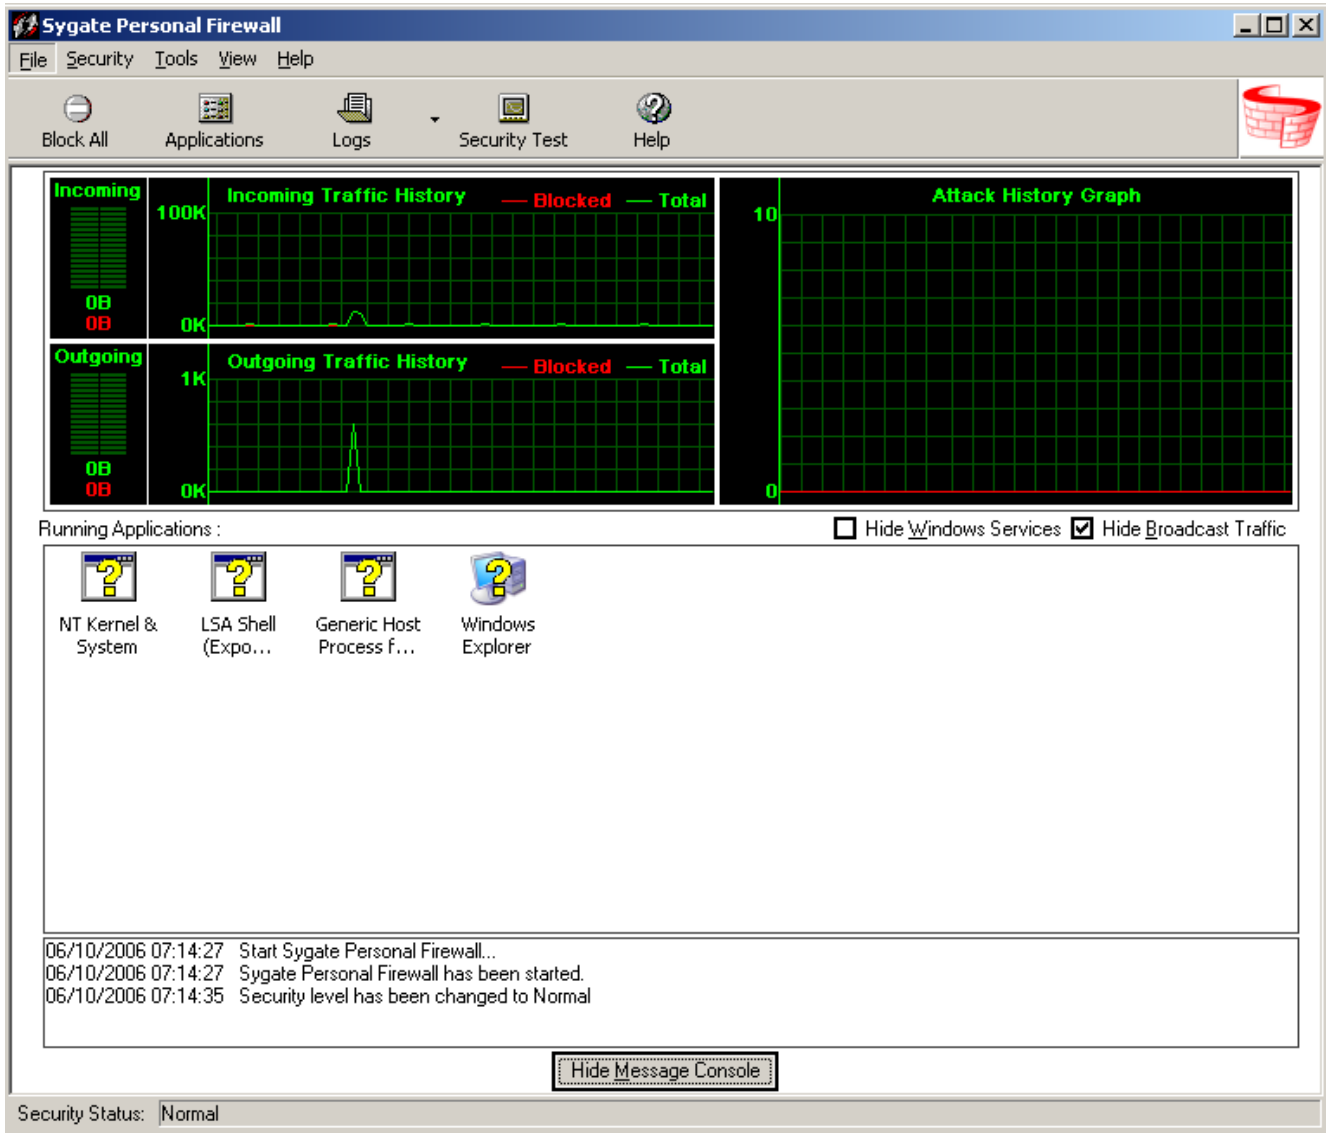 Sygate Personal Firewall
File Security Tools View Help
Block All Applications Logs Security Test Help
Incoming
0B
0B
100K
0K
Incoming Traffic History Blocked Total
Outgoing
0B
0B
1K
0K
Outgoing Traffic History Blocked Total
Attack History Graph
10
0
Running Applications : Hide Windows Services Hide Broadcast Traffic
NT Kernel &
System
LSA Shell
(Expo...
Generic Host
Process f...
Windows
Explorer
06/10/2006 07:14:27 Start Sygate Personal Firewall...
06/10/2006 07:14:27 Sygate Personal Firewall has been started.
06/10/2006 07:14:35 Security level has been changed to Normal
Hide Message Console
Security Status: Normal